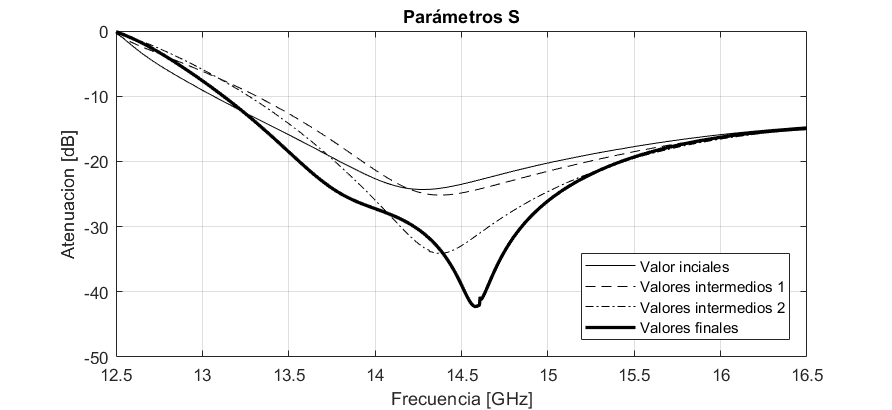 Parámetros S
0
-10
-20
-30
-40
-50
Atenuacion [dB]
12.5 13 13.5 14 14.5 15 15.5 16 16.5
Frecuencia [GHz]
Valor inciales
Valores intermedios 1
Valores intermedios 2
Valores finales